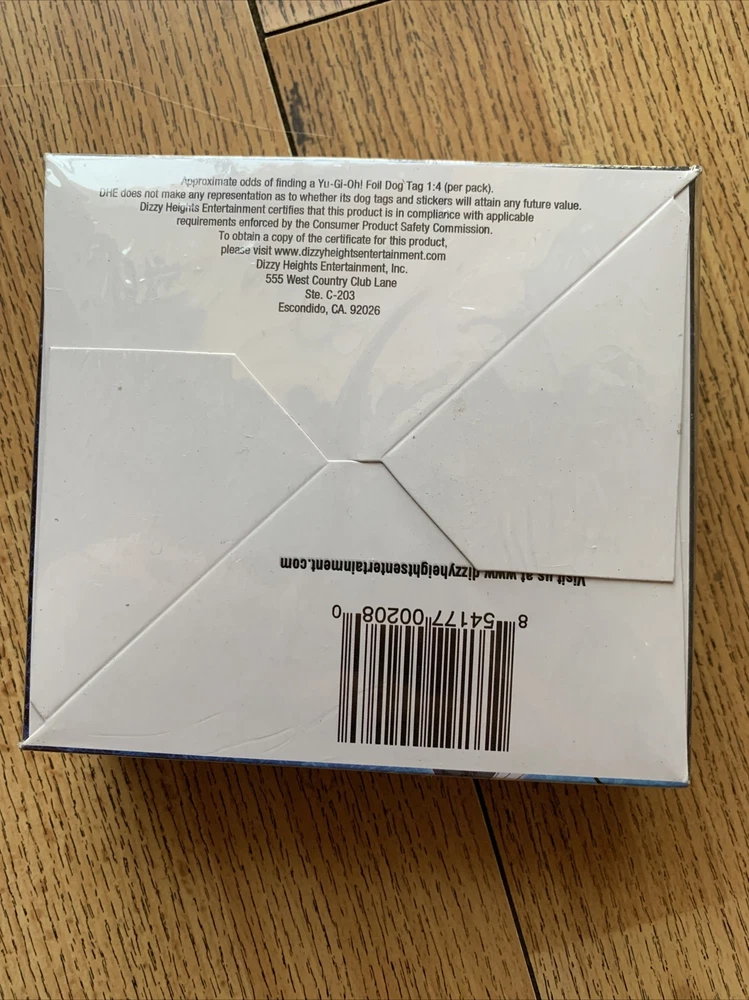 Approximate odds of finding a Yu-Gi-Oh! Foil Dog Tag 1:4 (per pack).
DHE does not make any representation as to whether its dog tags and stickers will attain any future value.
Dizzy Heights Entertainment certifies that this product is in compliance with applicable
requirements enforced by the Consumer Product Safety Commission.
To obtain a copy of the certificate for this product,
please visit www.dizzyheightsentertainment.com
Dizzy Heights Entertainment, Inc.
555 West Country Club Lane
Ste. C-203
Escondido, CA. 92026
Visit us at www.dizzyheightsentertainment.com
8 54177 00208 0